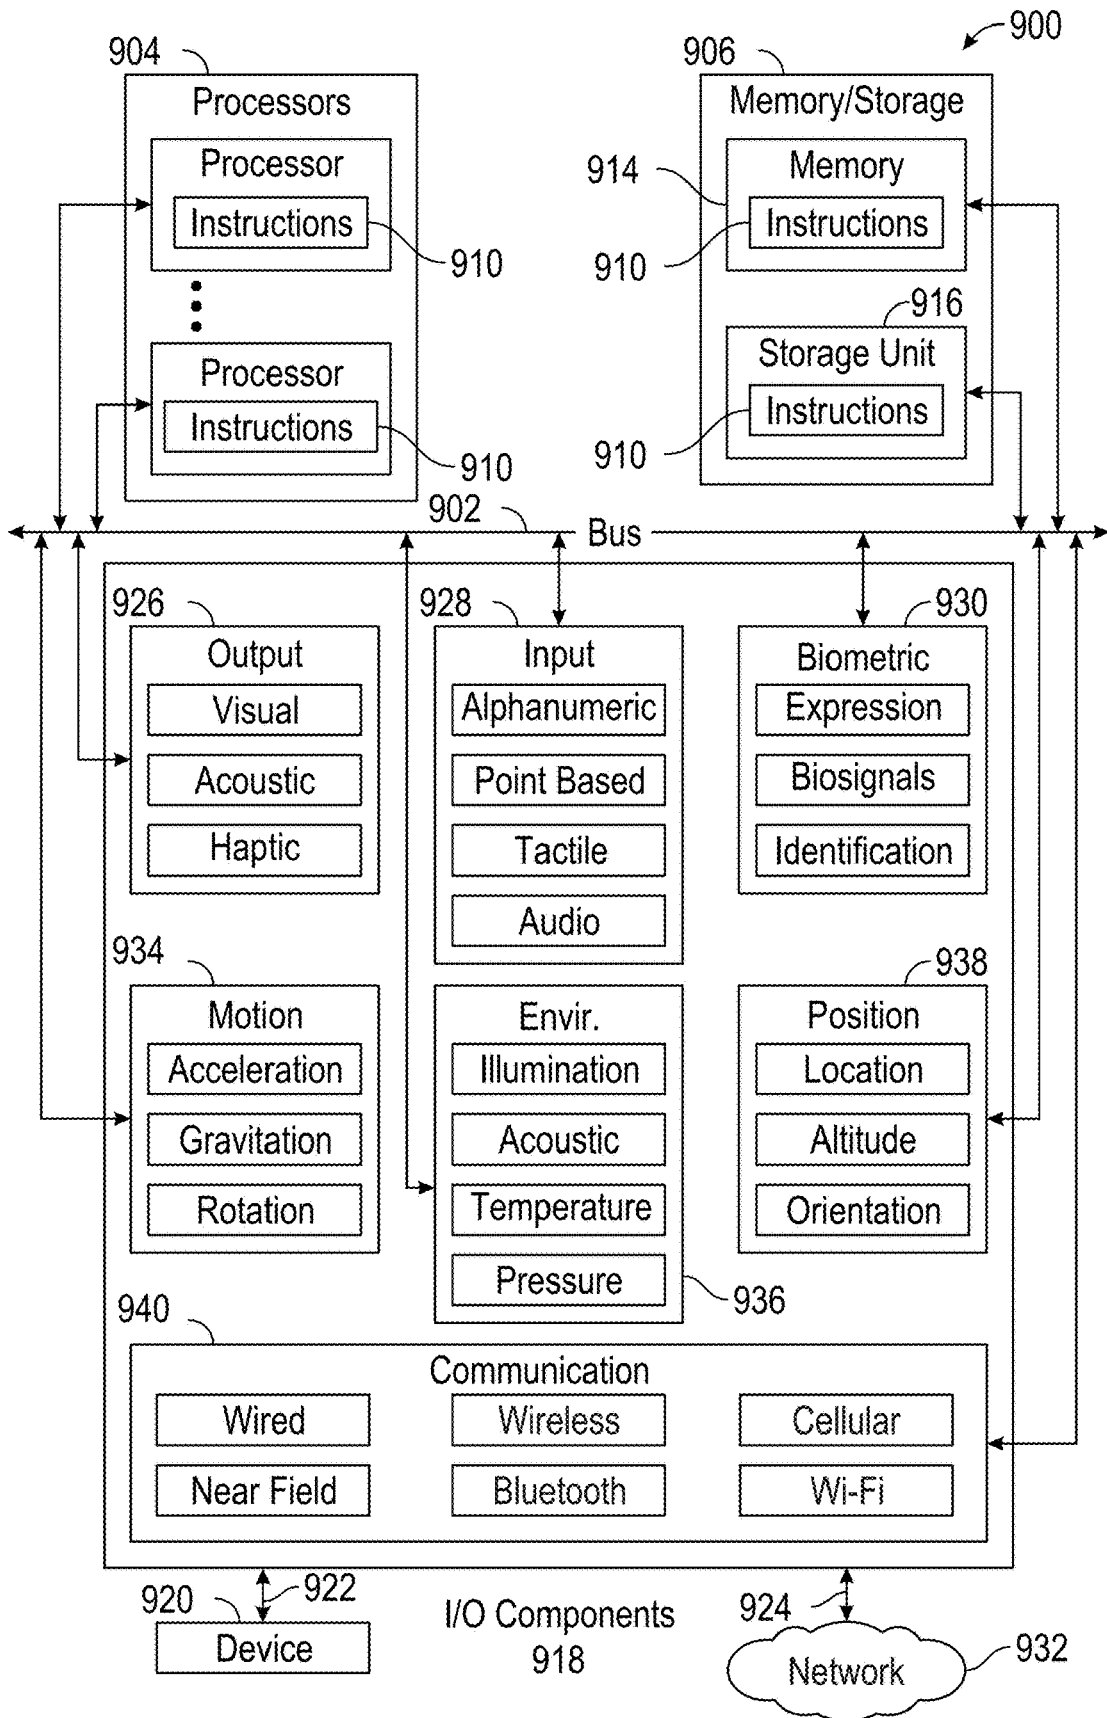 900
904
Processors
Processor
Instructions
910
Processor
Instructions
910
906
Memory/Storage
914
Memory
Instructions
910
916
Storage Unit
Instructions
910
902
Bus
926
Output
Visual
Acoustic
Haptic
928
Input
Alphanumeric
Point Based
Tactile
Audio
930
Biometric
Expression
Biosignals
Identification
934
Motion
Acceleration
Gravitation
Rotation
Envir.
Illumination
Acoustic
Temperature
Pressure
936
938
Position
Location
Altitude
Orientation
940
Communication
Wired
Wireless
Cellular
Near Field
Bluetooth
Wi-Fi
922
920
Device
I/O Components
918
924
Network
932